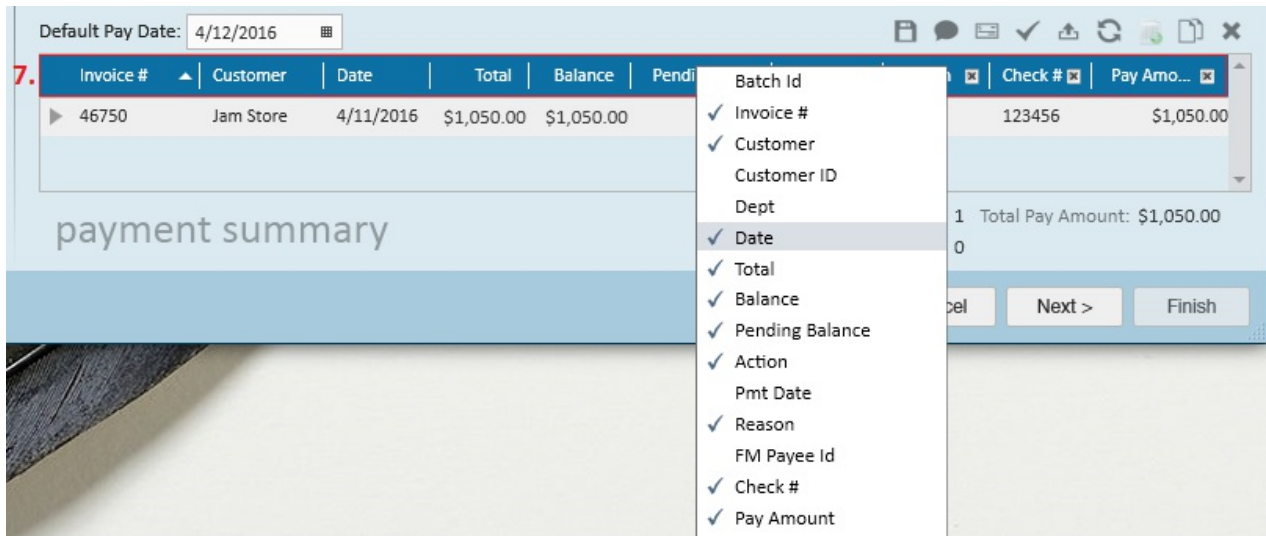 Default Pay Date: 4/12/2016
7. Invoice # Customer Date Total Balance Check # Pay Amo...
46750 Jam Store 4/11/2016 $1,050.00 $1,050.00 123456 $1,050.00
payment summary
1 Total Pay Amount: $1,050.00
0
Next > Finish
Batch Id
Invoice #
Customer
Customer ID
Dept
Date
Total
Balance
Pending Balance
Action
Pmt Date
Reason
FM Payee Id
Check #
Pay Amount